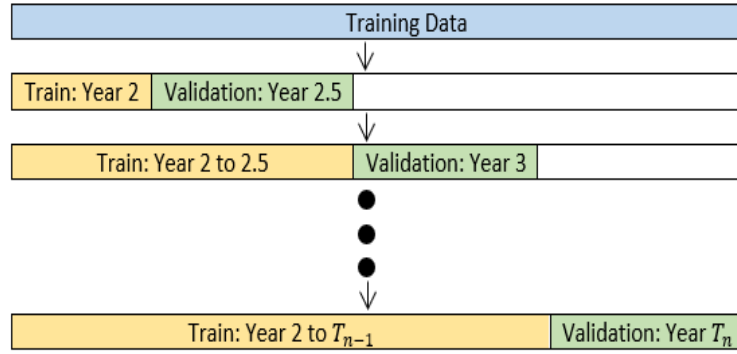 Training Data
Train: Year 2 Validation: Year 2.5
Train: Year 2 to 2.5 Validation: Year 3
Train: Year 2 to Tₙ₋₁ Validation: Year Tₙ